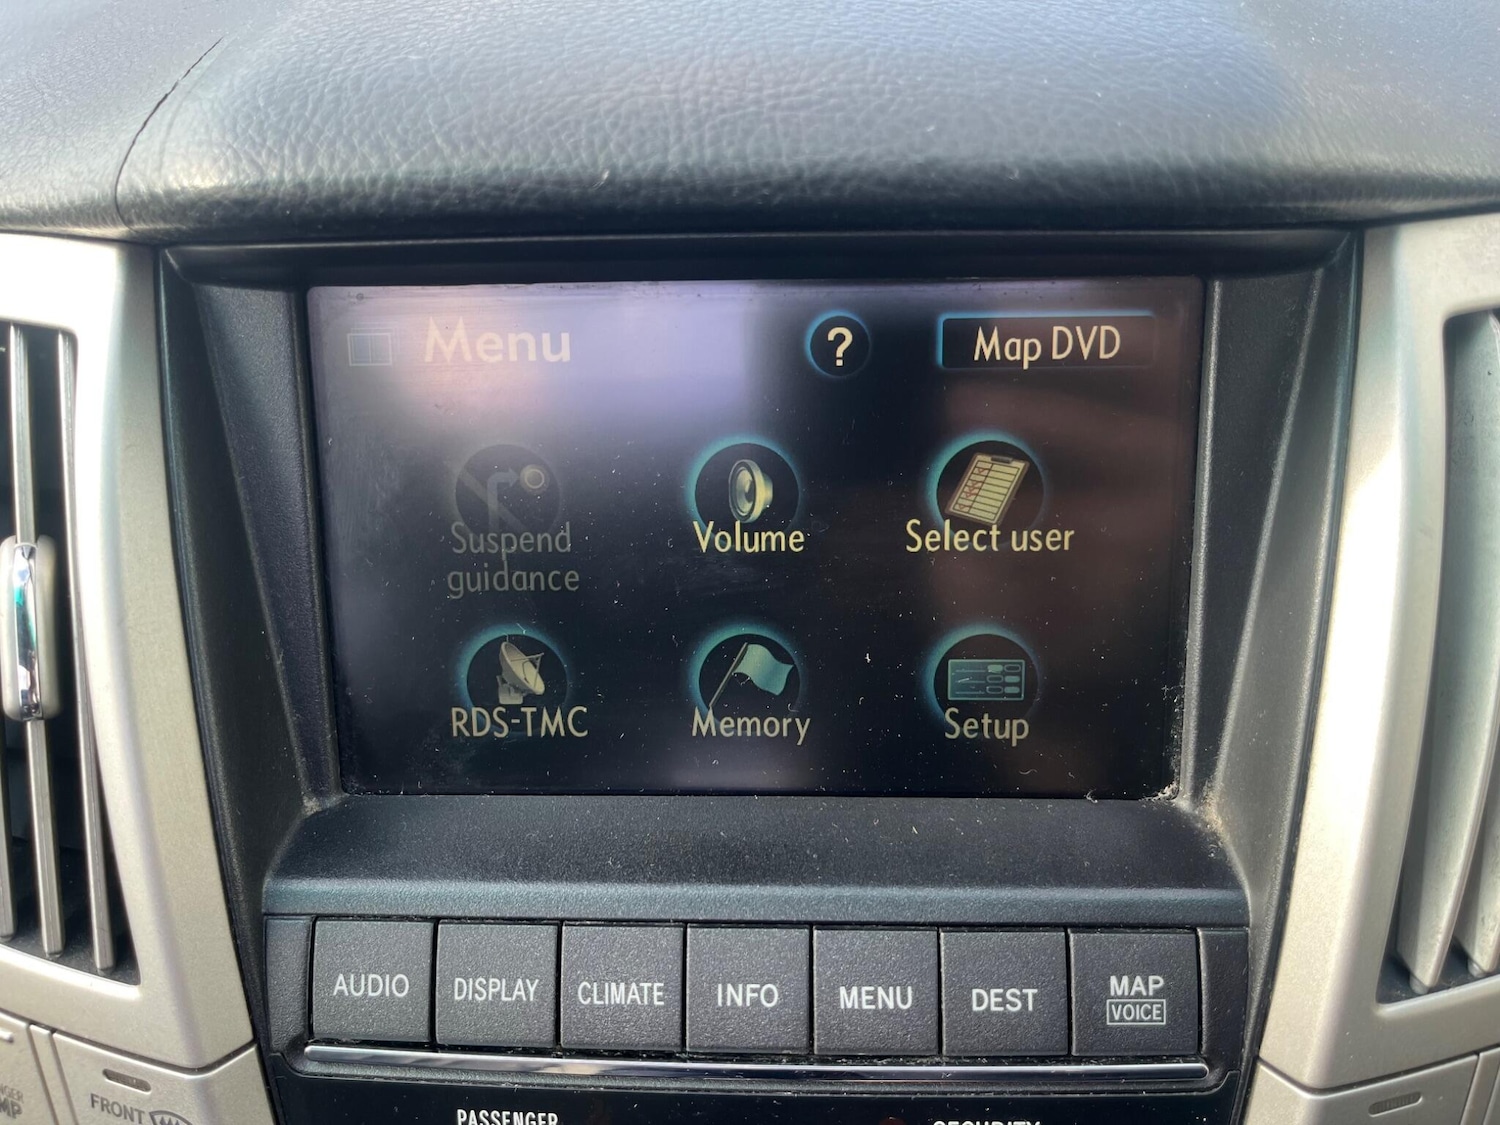 Menu
?
Map DVD
Suspend
guidance
Volume
Select user
RDS-TMC
Memory
Setup
AUDIO
DISPLAY
CLIMATE
INFO
MENU
DEST
MAP
VOICE
FRONT
PASSENGER
SECURITY